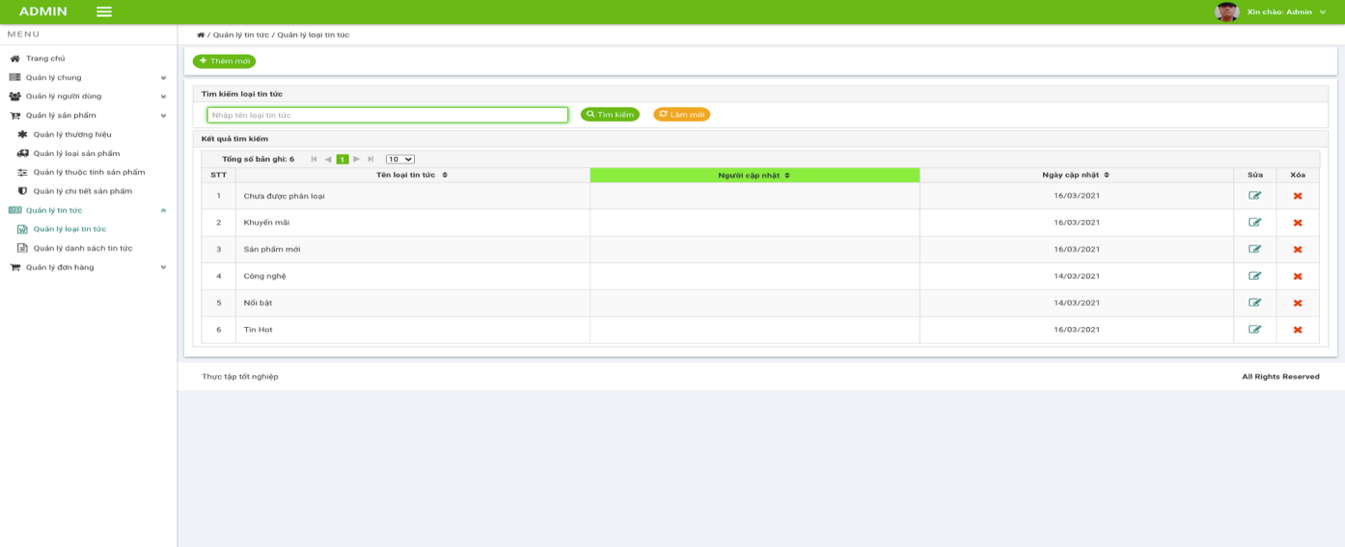 ADMIN
Xin chào: Admin
MENU
/ Quản lý tin tức / Quản lý loại tin túc
Trang chủ
Quản lý chung
Quản lý người dùng
Quản lý sản phẩm
Quản lý thương hiệu
Quản lý loại sản phẩm
Quản lý thuộc tính sản phẩm
Quản lý chi tiết sản phẩm
Quản lý tin tức
Quản lý loại tin tức
Quản lý danh sách tin tức
Quản lý đơn hàng
+ Thêm mới
Tìm kiếm loại tin tức
Nhập tên loại tin tức
Tìm kiếm
Làm mới
Kết quả tìm kiếm
Tổng số bản ghi: 6 1 10
STT Tên loại tin tức Người cập nhật Ngày cập nhật Sửa Xóa
1 Chưa được phân loại 16/03/2021
2 Khuyến mãi 16/03/2021
3 Sản phẩm mới 16/03/2021
4 Công nghệ 14/03/2021
5 Nổi bật 14/03/2021
6 Tin Hot 16/03/2021
Thực tập tốt nghiệp
All Rights Reserved